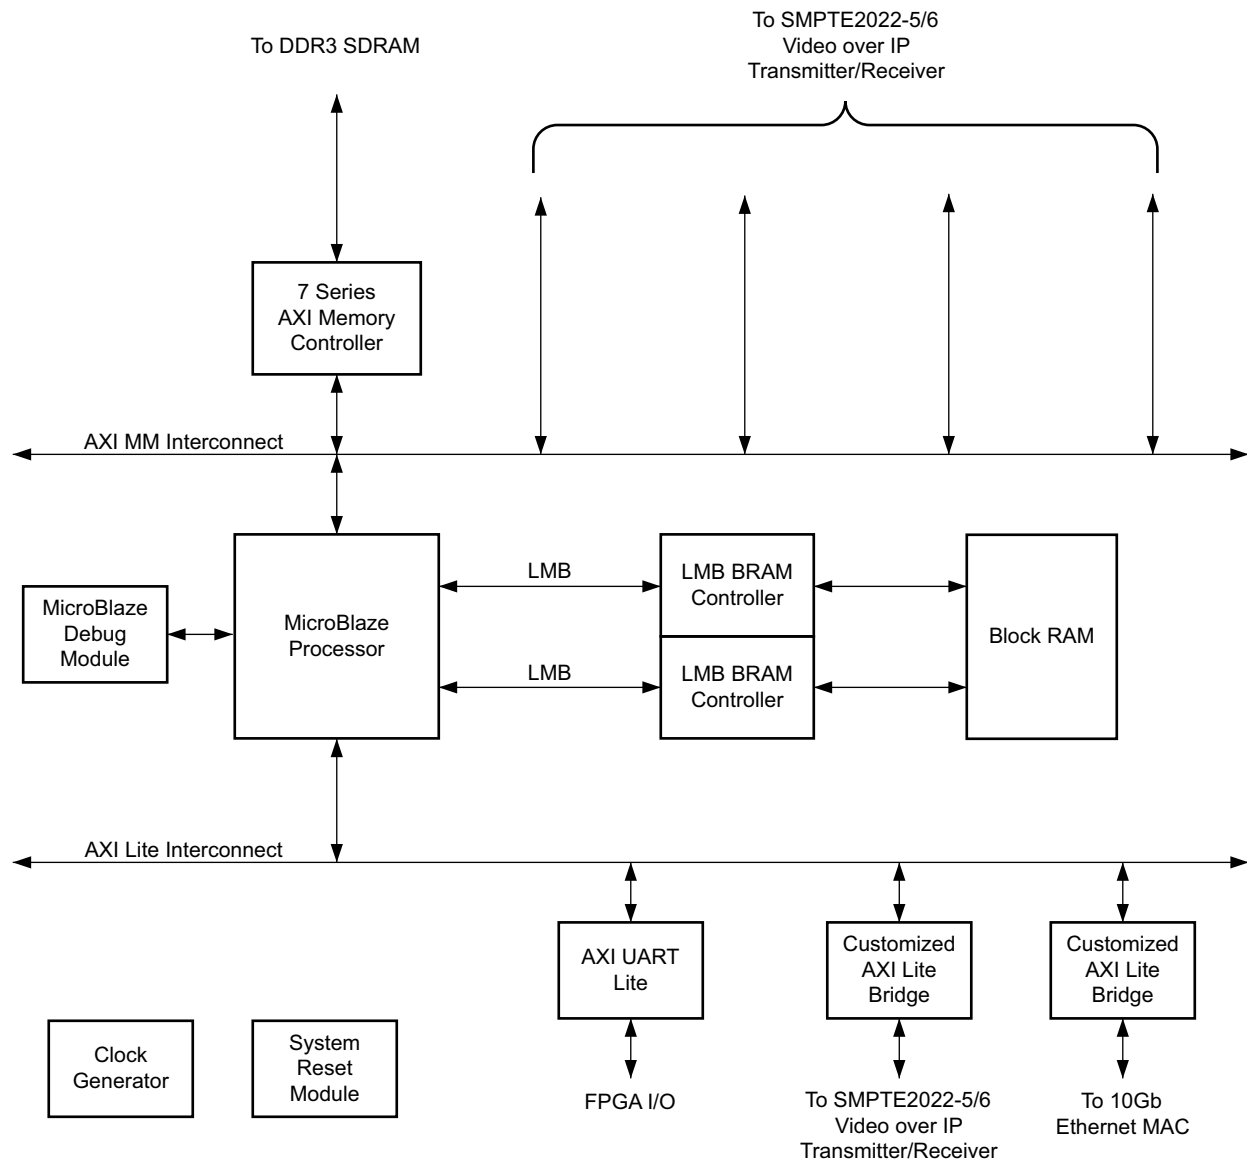 To DDR3 SDRAM
To SMPTE2022-5/6
Video over IP
Transmitter/Receiver
7 Series
AXI Memory
Controller
AXI MM Interconnect
MicroBlaze
Debug
Module
MicroBlaze
Processor
LMB
LMB
LMB BRAM
Controller
LMB BRAM
Controller
Block RAM
AXI Lite Interconnect
AXI UART
Lite
Customized
AXI Lite
Bridge
Customized
AXI Lite
Bridge
Clock
Generator
System
Reset
Module
FPGA I/O
To SMPTE2022-5/6
Video over IP
Transmitter/Receiver
To 10Gb
Ethernet MAC